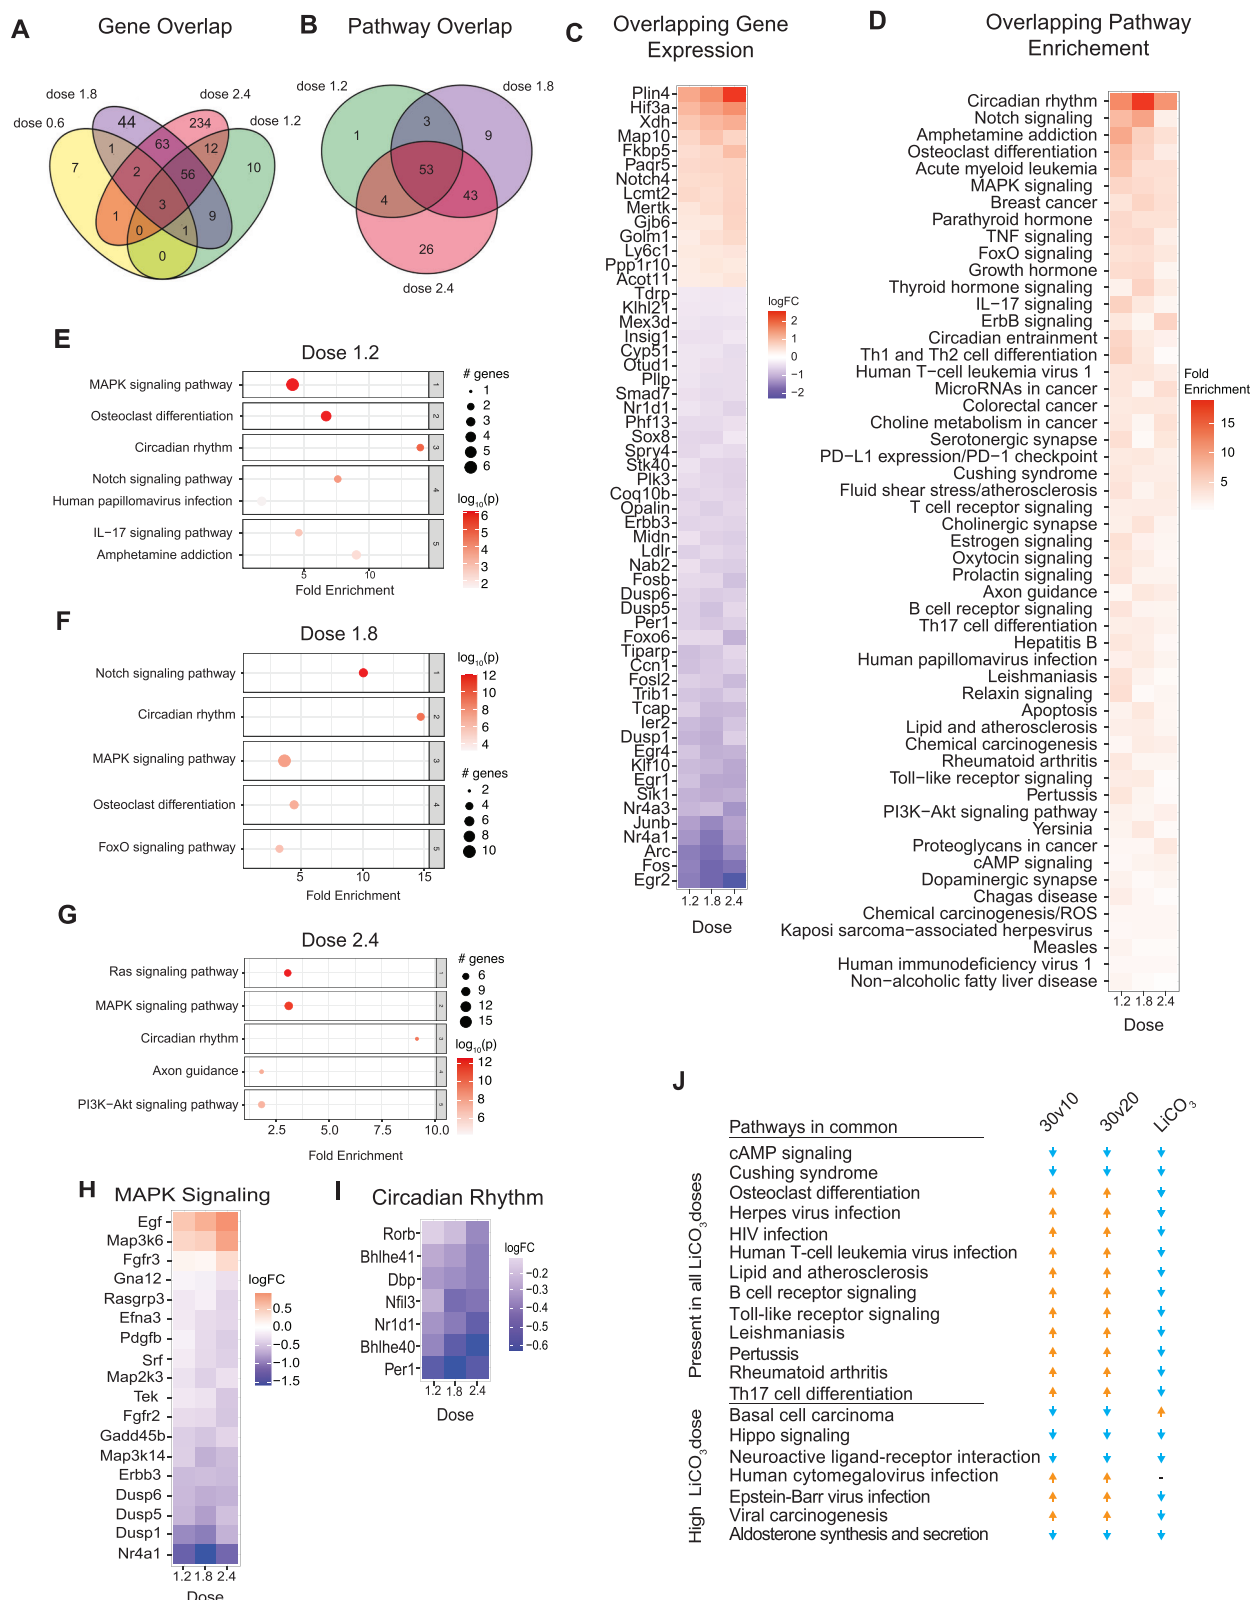 A
Gene Overlap
dose 0.6
dose 1.8
dose 2.4
dose 1.2
7
1
44
63
234
12
10
2
56
3
1
9
0
1
0
B
Pathway Overlap
dose 1.2
dose 1.8
1
3
9
53
4
43
26
dose 2.4
C
Overlapping Gene
Expression
Plin4
Hif3a
Xdh
Map10
Fkbp5
Paqr5
Notch4
Lcmt2
Mertk
Gjb6
Golm1
Ly6c1
Ppp1r10
Acot11
Tdrp
Klhl21
Mex3d
Insig1
Cyp51
Otud1
Pllp
Smad7
Nr1d1
Phf13
Sox8
Spry4
Stk40
Plk3
Coq10b
Opalin
Erbb3
Midn
Ldlr
Nab2
Fosb
Dusp6
Dusp5
Per1
Foxo6
Tiparp
Ccn1
Fosl2
Trib1
Tcap
Ier2
Dusp1
Egr4
Klf10
Egr1
Sik1
Nr4a3
Junb
Nr4a1
Arc
Fos
Egr2
1.2 1.8 2.4
Dose
logFC
2
1
0
−1
−2
D
Overlapping Pathway
Enrichement
Circadian rhythm
Notch signaling
Amphetamine addiction
Osteoclast differentiation
Acute myeloid leukemia
MAPK signaling
Breast cancer
Parathyroid hormone
TNF signaling
FoxO signaling
Growth hormone
Thyroid hormone signaling
IL−17 signaling
ErbB signaling
Circadian entrainment
Th1 and Th2 cell differentiation
Human T−cell leukemia virus 1
MicroRNAs in cancer
Colorectal cancer
Choline metabolism in cancer
Serotonergic synapse
PD−L1 expression/PD−1 checkpoint
Cushing syndrome
Fluid shear stress/atherosclerosis
T cell receptor signaling
Cholinergic synapse
Estrogen signaling
Oxytocin signaling
Prolactin signaling
Axon guidance
B cell receptor signaling
Th17 cell differentiation
Hepatitis B
Human papillomavirus infection
Leishmaniasis
Relaxin signaling
Apoptosis
Lipid and atherosclerosis
Chemical carcinogenesis
Rheumatoid arthritis
Toll−like receptor signaling
Pertussis
PI3K−Akt signaling pathway
Yersinia
Proteoglycans in cancer
cAMP signaling
Dopaminergic synapse
Chagas disease
Chemical carcinogenesis/ROS
Kaposi sarcoma−associated herpesvirus
Measles
Human immunodeficiency virus 1
Non−alcoholic fatty liver disease
1.2 1.8 2.4
Dose
Fold
Enrichment
15
10
5
E
Dose 1.2
MAPK signaling pathway
Osteoclast differentiation
Circadian rhythm
Notch signaling pathway
Human papillomavirus infection
IL−17 signaling pathway
Amphetamine addiction
1
2
3
4
5
5 10
Fold Enrichment
# genes
1
2
3
4
5
6
log10(p)
6
5
4
3
2
F
Dose 1.8
Notch signaling pathway
Circadian rhythm
MAPK signaling pathway
Osteoclast differentiation
FoxO signaling pathway
1
2
3
4
5
5 10 15
Fold Enrichment
log10(p)
12
10
8
6
4
# genes
2
4
6
8
10
G
Dose 2.4
Ras signaling pathway
MAPK signaling pathway
Circadian rhythm
Axon guidance
PI3K−Akt signaling pathway
1
2
3
4
5
2.5 5.0 7.5 10.0
Fold Enrichment
# genes
6
9
12
15
log10(p)
12
10
8
6
H
MAPK Signaling
Egf
Map3k6
Fgfr3
Gna12
Rasgrp3
Efna3
Pdgfb
Srf
Map2k3
Tek
Fgfr2
Gadd45b
Map3k14
Erbb3
Dusp6
Dusp5
Dusp1
Nr4a1
1.2 1.8 2.4
Dose
logFC
0.5
0.0
−0.5
−1.0
−1.5
I
Circadian Rhythm
Rorb
Bhlhe41
Dbp
Nfil3
Nr1d1
Bhlhe40
Per1
1.2 1.8 2.4
Dose
logFC
−0.2
−0.3
−0.4
−0.5
−0.6
J
Pathways in common
30v10
30v20
LiCO3
Present in all LiCO3doses
cAMP signaling
Cushing syndrome
Osteoclast differentiation
Herpes virus infection
HIV infection
Human T-cell leukemia virus infection
Lipid and atherosclerosis
B cell receptor signaling
Toll-like receptor signaling
Leishmaniasis
Pertussis
Rheumatoid arthritis
Th17 cell differentiation
High LiCO3dose
Basal cell carcinoma
Hippo signaling
Neuroactive ligand-receptor interaction
Human cytomegalovirus infection -
Epstein-Barr virus infection
Viral carcinogenesis
Aldosterone synthesis and secretion